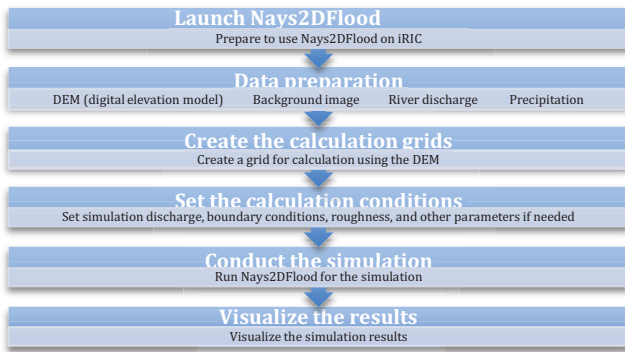 Launch Nays2DFlood
Prepare to use Nays2DFlood on iRIC
Data preparation
DEM (digital elevation model) Background image River discharge Precipitation
Create the calculation grids
Create a grid for calculation using the DEM
Set the calculation conditions
Set simulation discharge, boundary conditions, roughness, and other parameters if needed
Conduct the simulation
Run Nays2DFlood for the simulation
Visualize the results
Visualize the simulation results